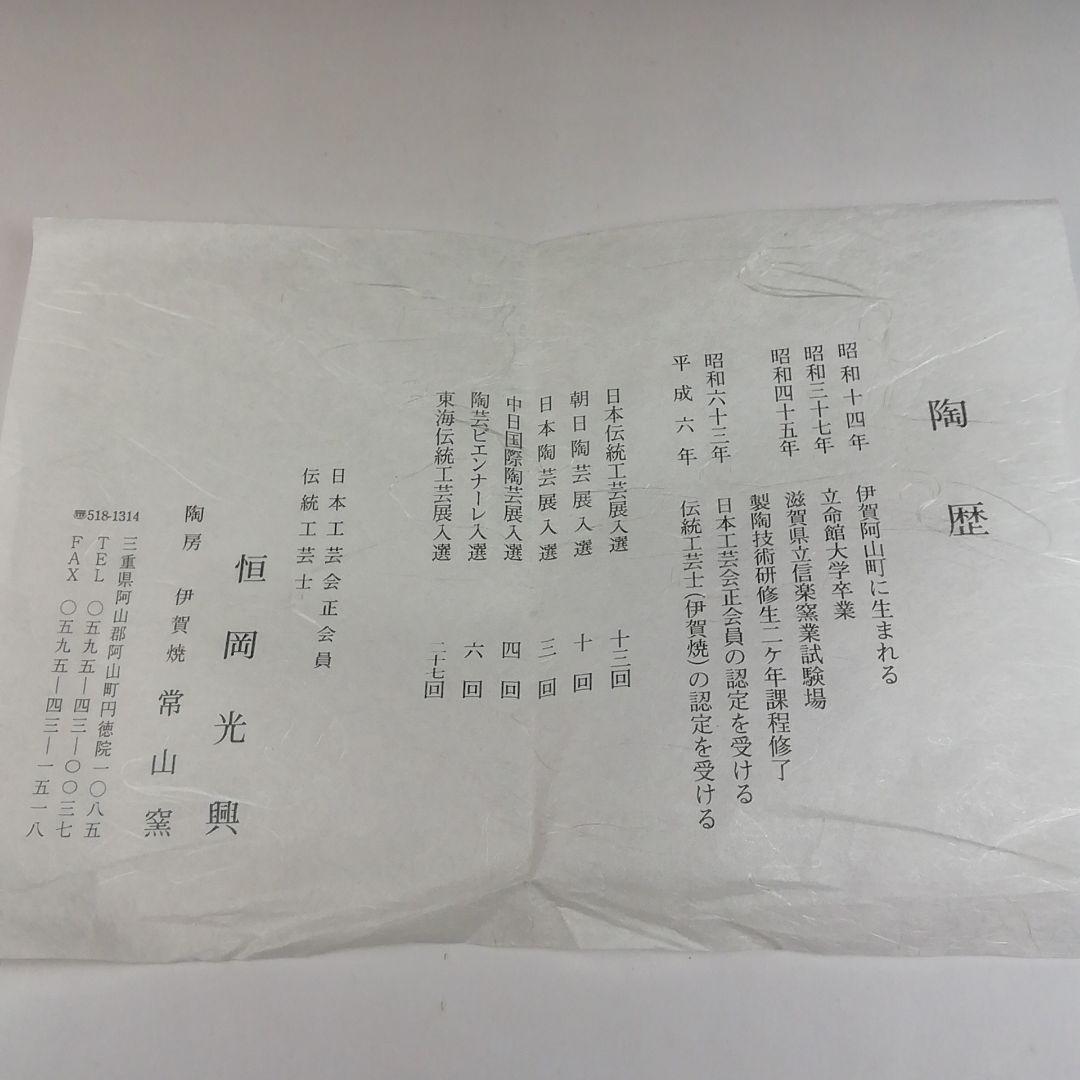 陶歴
昭和十四年 伊賀阿山町に生まれる
昭和三十七年 立命館大学卒業
昭和四十五年 滋賀県立信楽窯業試験場
製陶技術研修生二ケ年課程修了
昭和六十三年 日本工芸会正会員の認定を受ける
平成六年 伝統工芸士(伊賀焼)の認定を受ける
日本伝統工芸展入選 十三回
朝日陶芸展入選 十回
日本陶芸展入選 三回
中日国際陶芸展入選 四回
陶芸ビエンナーレ入選 六回
東海伝統工芸展入選 二十七回
日本工芸会正会員
伝統工芸士
恒岡光興
陶房 伊賀焼 常山窯
〠518-1314 三重県阿山郡阿山町円徳院一〇八五
TEL 〇五九五―四三―〇〇三七
FAX 〇五九五―四三―一五一八